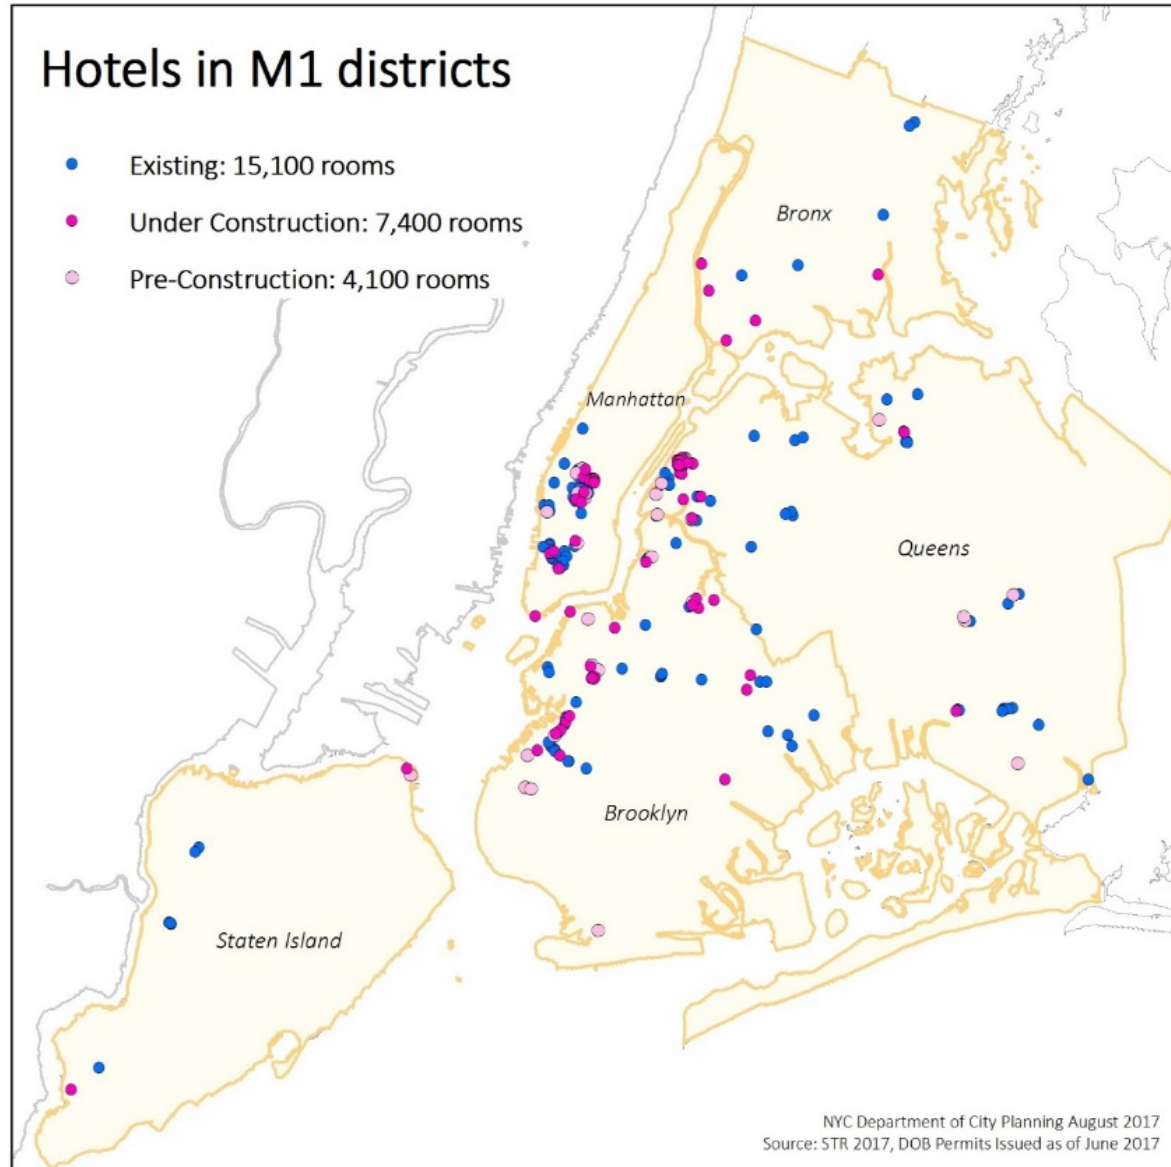 Hotels in M1 districts
Existing: 15,100 rooms
Under Construction: 7,400 rooms
Pre-Construction: 4,100 rooms
Bronx
Manhattan
Queens
Brooklyn
Staten Island
NYC Department of City Planning August 2017
Source: STR 2017, DOB Permits Issued as of June 2017